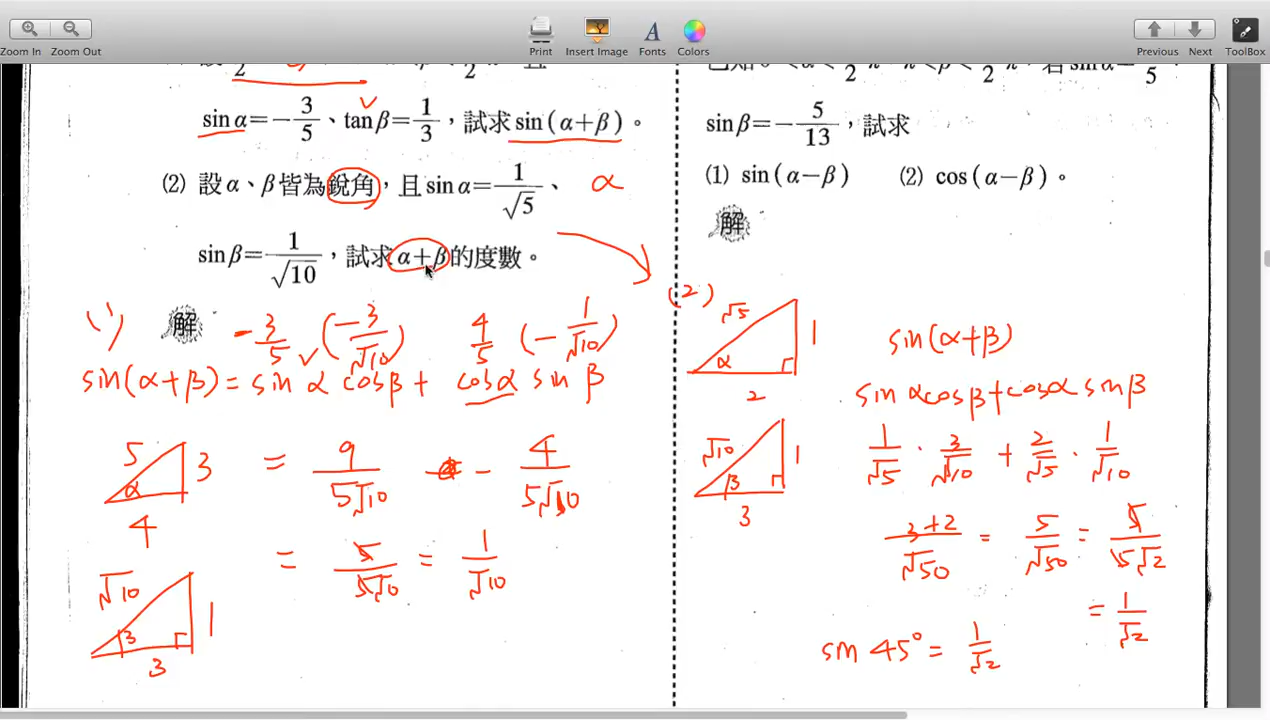 Zoom In Zoom Out Print Insert Image Fonts Colors Previous Next ToolBox
sinα=-3/5、tanβ=1/3，試求 sin(α+β)。
(2) 設 α、β皆為銳角，且 sinα=1/√5、 α
sinβ=1/√10，試求 α+β的度數。
(1) 解 -3/5 (-3/√10) 4/5 (-1/√10)
sin(α+β)=sin α cosβ+ cosα sin β
5 3 α 4
= 9/5√10 - 4/5√10
= 5/5√10 = 1/√10
√10 1 β 3
sinβ=-5/13，試求
(1) sin(α-β) (2) cos(α-β)。
解
(2) √5 1 α 2
sin(α+β)
sin αcosβ+cosα sinβ
√10 1 β 3
1/√5 · 3/√10 + 2/√5 · 1/√10
3+2/√50 = 5/√50 = 5/5√2
= 1/√2
sin 45° = 1/√2